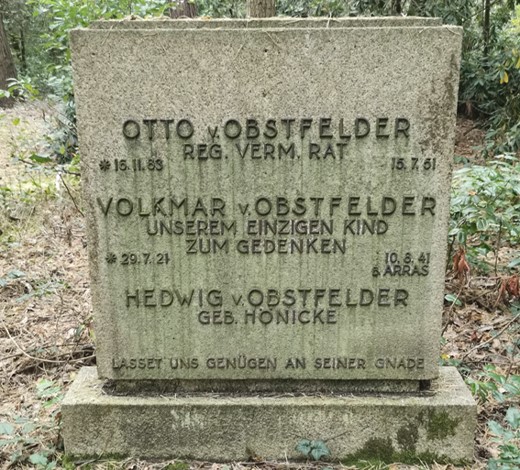 OTTO v. OBSTFELDER
REG. VERM. RAT
* 16.11.83 15.7.61
VOLKMAR v. OBSTFELDER
UNSEREM EINZIGEN KIND
ZUM GEDENKEN
* 29.7.21 10.8.41
B. ARRAS
HEDWIG v. OBSTFELDER
GEB. HÖNICKE
LASSET UNS GENÜGEN AN SEINER GNADE